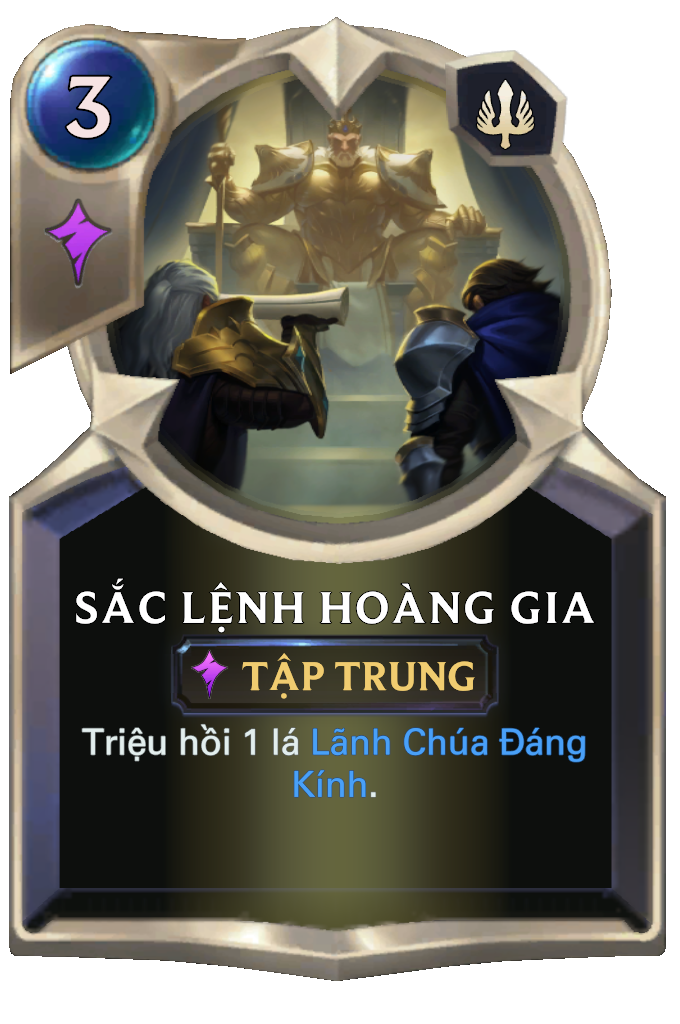 3
SẮC LỆNH HOÀNG GIA
TẬP TRUNG
Triệu hồi 1 lá Lãnh Chúa Đáng
Kính.